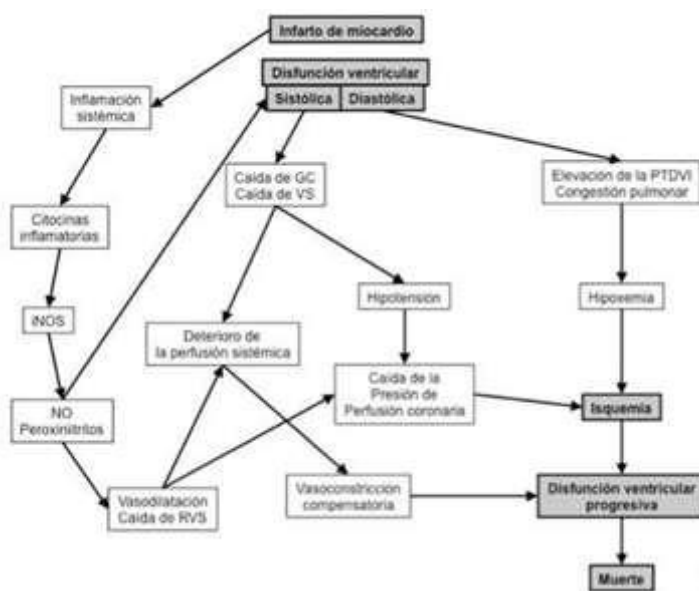 Infarto de miocardio
Disfunción ventricular
Sistólica
Diastólica
Inflamación
sistémica
Caída de GC
Caída de VS
Elevación de la PTDVI
Congestión pulmonar
Citocinas
inflamatorias
iNOS
Hipotensión
Hipoxemia
Deterioro de
la perfusión sistémica
Caída de la
Presión de
Perfusión coronaria
Isquemia
NO
Peroxinitrilos
Vasodilatación
Caída de RVS
Vasoconstricción
compensatoria
Disfunción ventricular
progresiva
Muerte